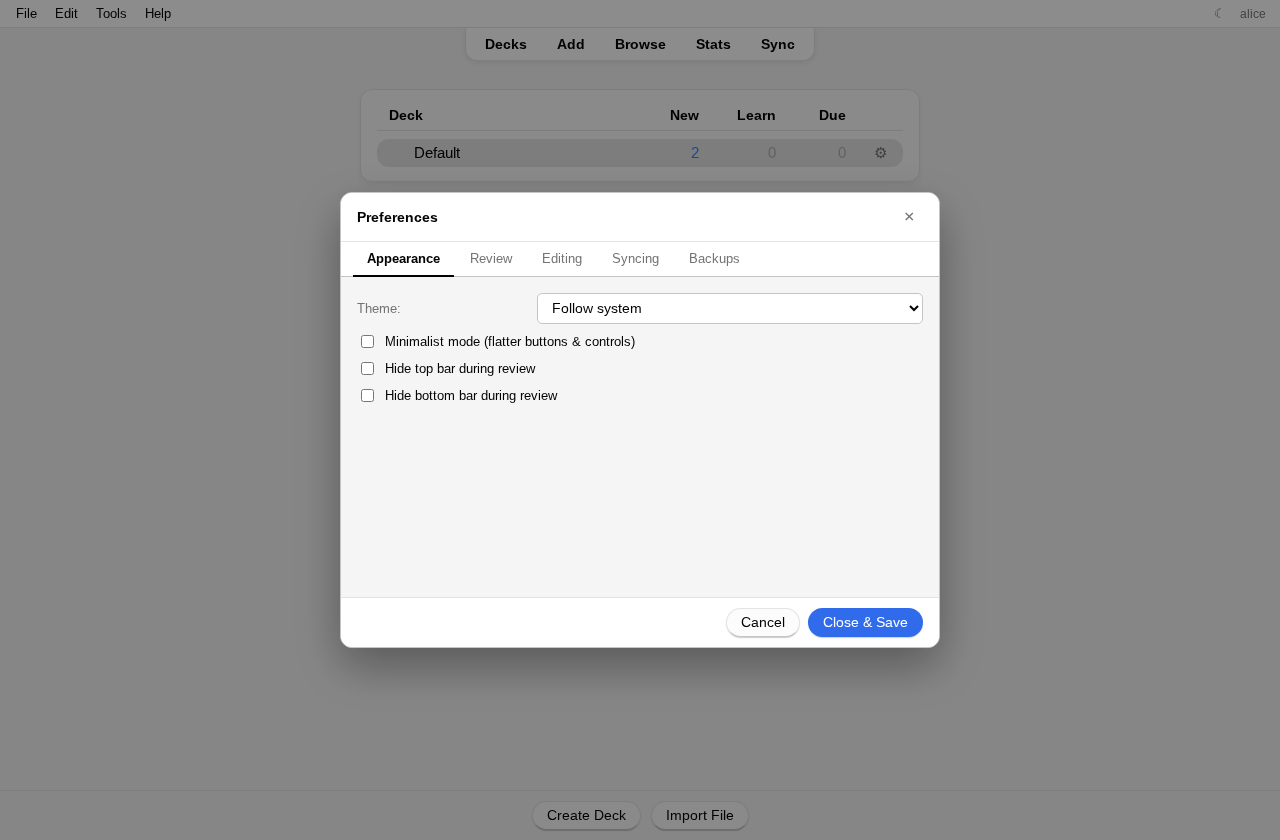 File Edit Tools Help ☾ alice
Decks Add Browse Stats Sync
Deck New Learn Due
Default 2 0 0 ⚙
Preferences ×
Appearance Review Editing Syncing Backups
Theme: Follow system
Minimalist mode (flatter buttons & controls)
Hide top bar during review
Hide bottom bar during review
Cancel Close & Save
Create Deck Import File